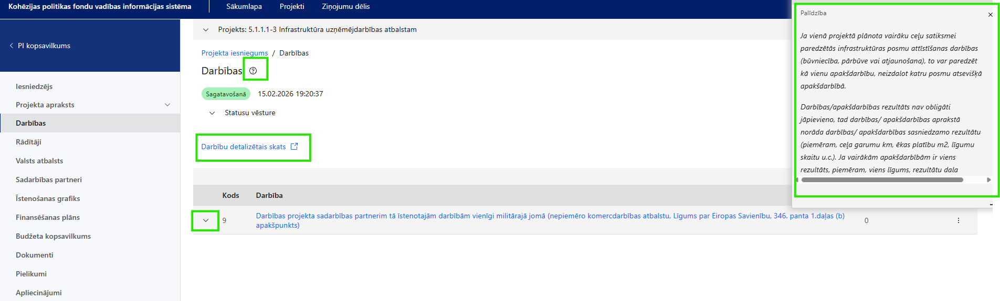 Kohēzijas politikas fondu vadības informācijas sistēma
Sākumlapa
Projekti
Ziņojumu dēlis
PI kopsavilkums
Iesniedzējs
Projekta apraksts
Darbības
Rādītāji
Valsts atbalsts
Sadarbības partneri
Īstenošanas grafiks
Finansēšanas plāns
Budžeta kopsavilkums
Dokumenti
Pielikumi
Apliecinājumi
Projekts: 5.1.1.1-3 Infrastruktūra uzņēmējdarbības atbalstam
Projekta iesniegums / Darbības
Darbības
Sagatavošanā 15.02.2026 19:20:37
Statusu vēsture
Darbību detalizētais skats
Kods Darbība
9 Darbības projekta sadarbības partnerim tā īstenotajām darbībām vienīgi militārajā jomā (nepiemēro komercdarbības atbalstu, Līgums par Eiropas Savienību, 346. panta 1.daļas (b) 0
apakšpunkts)
Palīdzība
Ja vienā projektā plānota vairāku ceļu satiksmei
paredzētās infrastruktūras posmu attīstīšanas darbības
(būvniecība, pārbūve vai atjaunošana), to var paredzēt
kā vienu apakšdarbību, neizdalot katru posmu atsevišķā
apakšdarbībā.
Darbības/apakšdarbības rezultāts nav obligāti
jāpievieno, tad darbības/ apakšdarbības aprakstā
norāda darbības/ apakšdarbības sasniedzamo rezultātu
(piemēram, ceļa garumu km, ēkas platību m2, līgumu
skaitu u.c.). Ja vairākām apakšdarbībām ir viens
rezultāts, piemēram, viens līgums, rezultātu dala